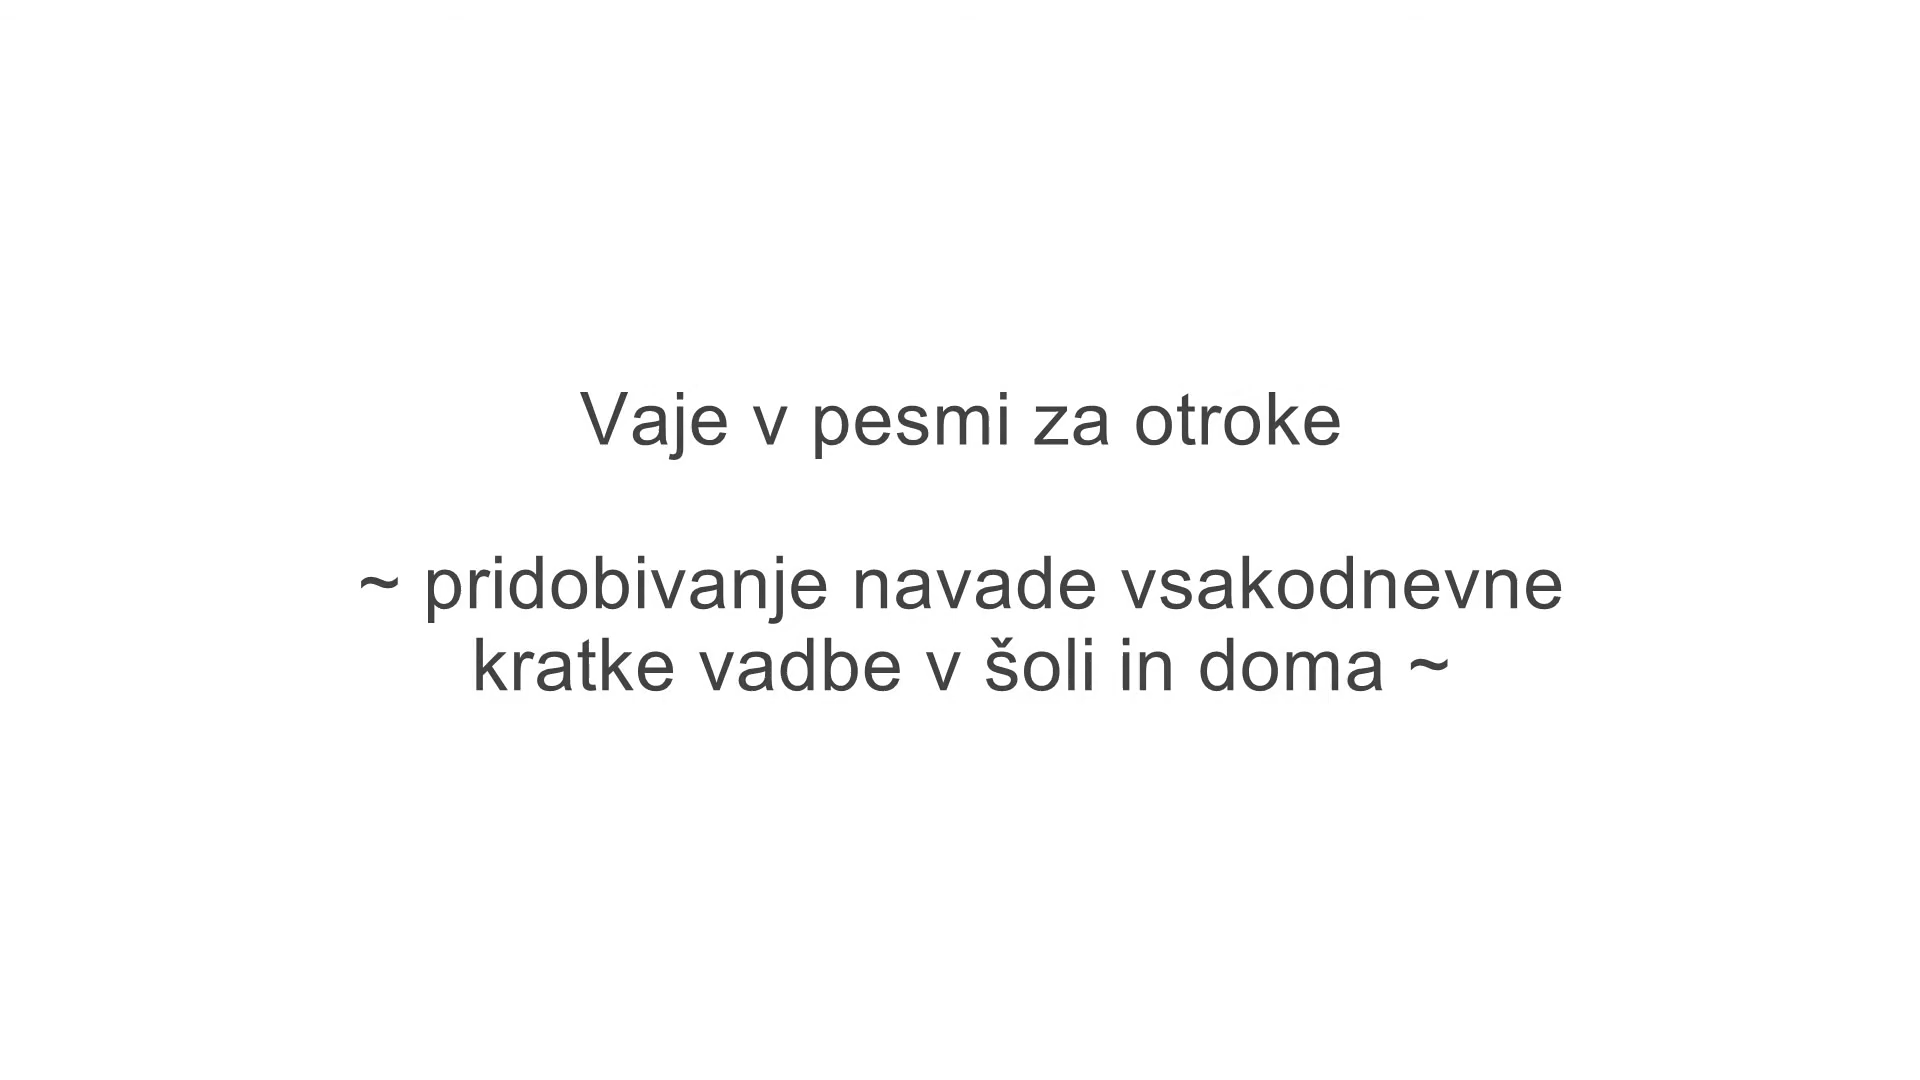 Vaje v pesmi za otroke
~ pridobivanje navade vsakodnevne
kratke vadbe v šoli in doma ~